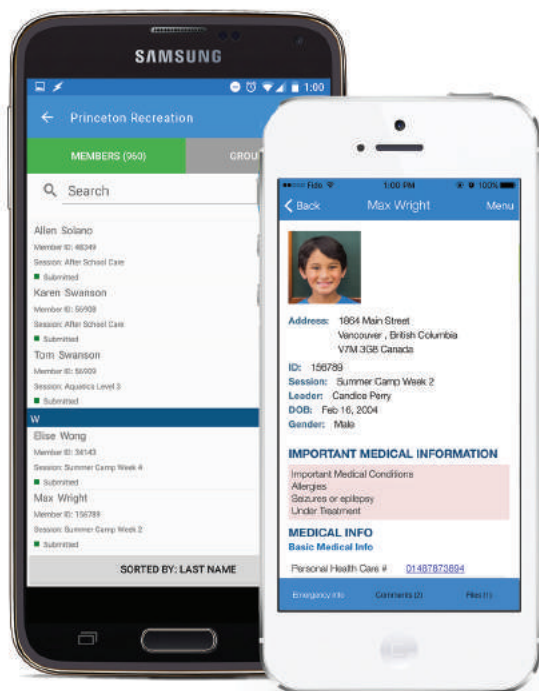 SAMSUNG
1:00
Princeton Recreation
MEMBERS (960)
GROU
Search
Allen Solano
Member ID: 48349
Session: After School Care
Submitted
Karen Swanson
Member ID: 56908
Session: After School Care
Submitted
Tom Swanson
Member ID: 56909
Session: Aquatics Level 3
Submitted
W
Elise Wong
Member ID: 34143
Session: Summer Camp Week 4
Submitted
Max Wright
Member ID: 156789
Session: Summer Camp Week 2
Submitted
SORTED BY: LAST NAME
Fido 1:00 PM 100%
Back Max Wright Menu
Address: 1864 Main Street
Vancouver , British Columbia
V7M 3G8 Canada
ID: 156789
Session: Summer Camp Week 2
Leader: Candice Perry
DOB: Feb 16, 2004
Gender: Male
IMPORTANT MEDICAL INFORMATION
Important Medical Conditions
Allergies
Seizures or epilepsy
Under Treatment
MEDICAL INFO
Basic Medical Info
Personal Health Care # 01487873894
Emergency Info Comments (2) Files (1)